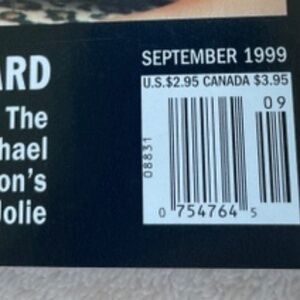 ARD
The
hael
on's
Jolie
SEPTEMBER 1999
U.S.$2.95 CANADA $3.95
09
08831
0 754764 5